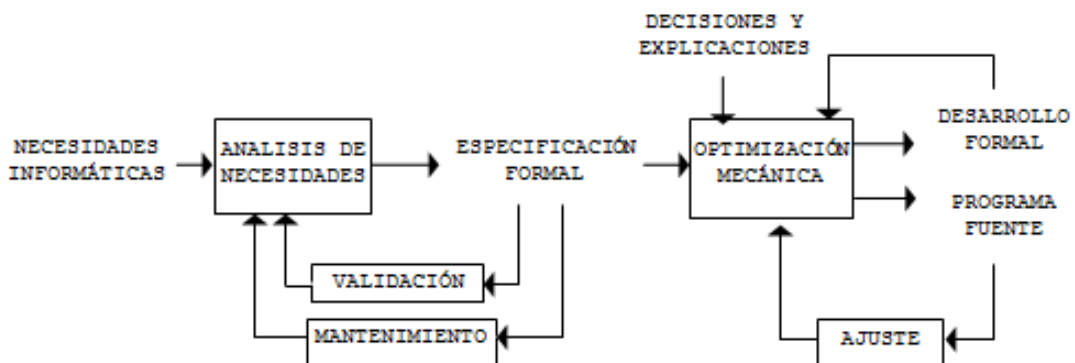 DECISIONES Y
EXPLICACIONES
NECESIDADES
INFORMÁTICAS
ANALISIS DE
NECESIDADES
ESPECIFICACIÓN
FORMAL
OPTIMIZACIÓN
MECÁNICA
DESARROLLO
FORMAL
PROGRAMA
FUENTE
VALIDACIÓN
MANTENIMIENTO
AJUSTE